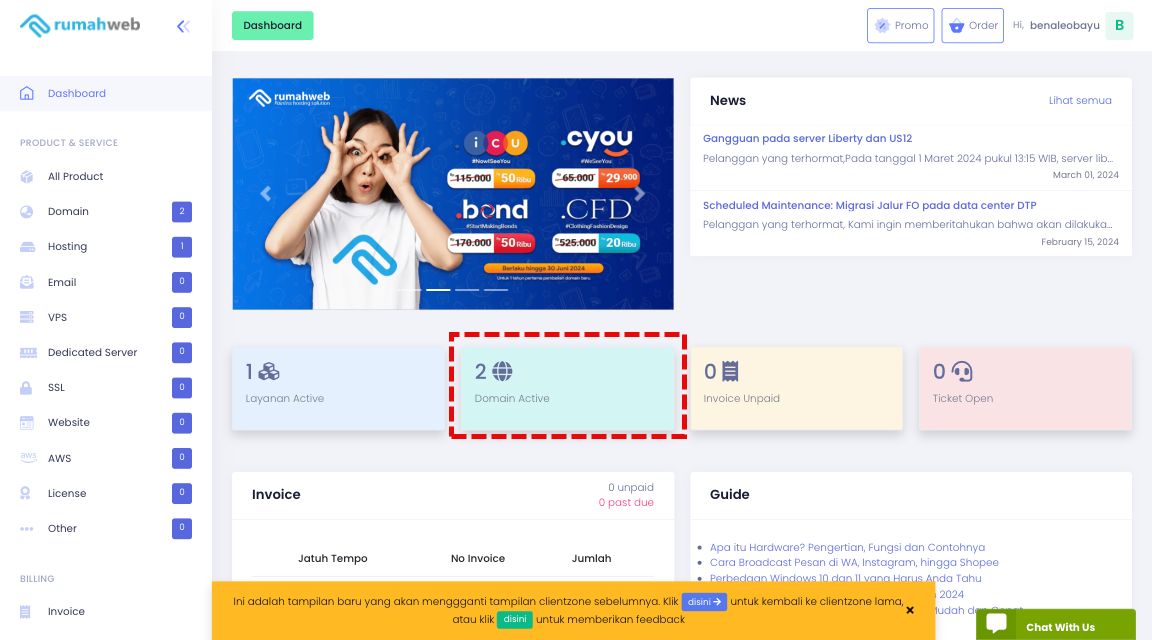 rumahweb
Dashboard
Promo
Order
Hi, benaleobayu
B
Dashboard
PRODUCT & SERVICE
All Product
Domain 2
Hosting 1
Email 0
VPS 0
Dedicated Server 0
SSL 0
Website 0
aws AWS 0
License 0
Other 0
BILLING
Invoice
rumahweb
iCU
#NowISeeYou
115.000 50 Ribu
.cyou
#WeSeeYou
65.000 29.900
.bond
#StartMakingBonds
170.000 50 Ribu
.CFD
#ClothingFashionDesign
525.000 20 Ribu
Berlaku hingga 30 Juni 2024
Untuk 1 tahun pertama pembelian domain baru
News
Lihat semua
Gangguan pada server Liberty dan US12
Pelanggan yang terhormat,Pada tanggal 1 Maret 2024 pukul 13:15 WIB, server lib...
March 01, 2024
Scheduled Maintenance: Migrasi Jalur FO pada data center DTP
Pelanggan yang terhormat, Kami ingin memberitahukan bahwa akan dilakuka...
February 15, 2024
1
Layanan Active
2
Domain Active
0
Invoice Unpaid
0
Ticket Open
Invoice
0 unpaid
0 past due
Jatuh Tempo No Invoice Jumlah
Guide
Apa itu Hardware? Pengertian, Fungsi dan Contohnya
Cara Broadcast Pesan di WA, Instagram, hingga Shopee
Perbedaan Windows 10 dan 11 yang Harus Anda Tahu
2024
Mudah dan
Ini adalah tampilan baru yang akan menggganti tampilan clientzone sebelumnya. Klik disini → untuk kembali ke clientzone lama,
atau klik disini untuk memberikan feedback
Chat With Us